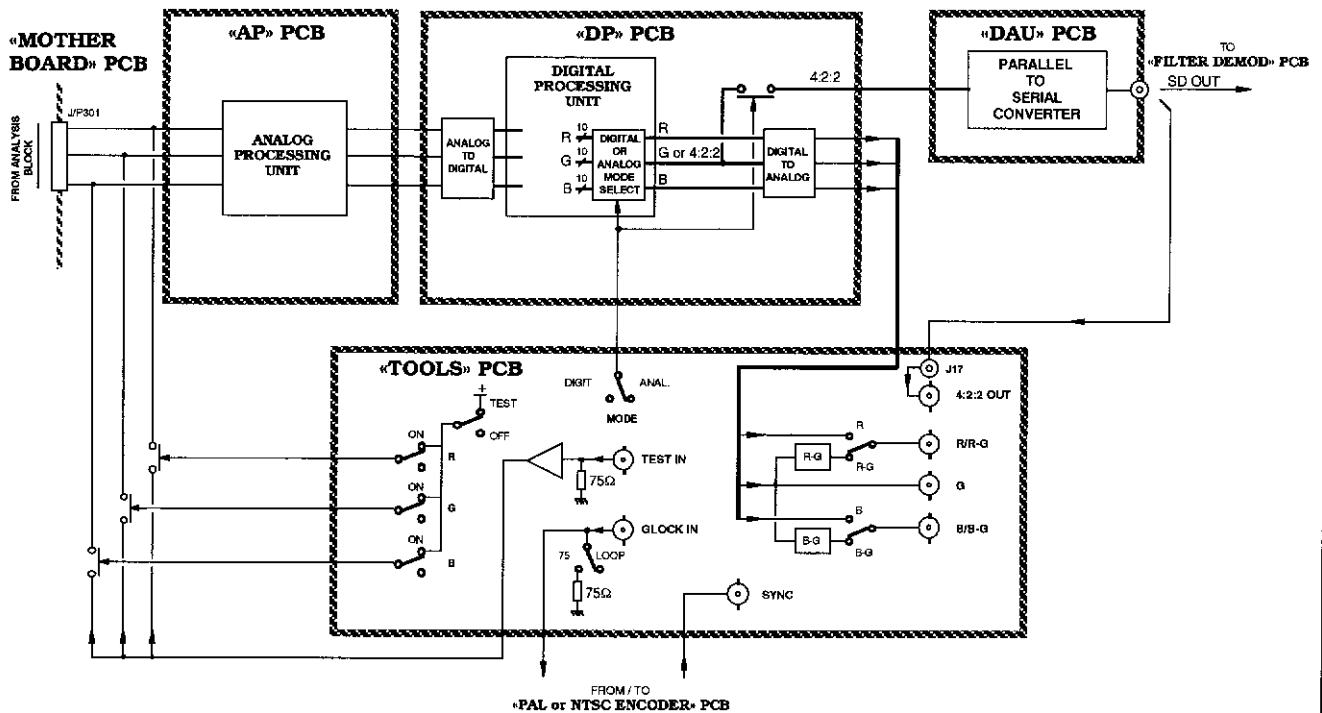 «MOTHER
BOARD» PCB
«AP» PCB
«DP» PCB
«DAU» PCB
J/P301
FROM ANALYSIS
BLOCK
ANALOG
PROCESSING
UNIT
ANALOG
TO
DIGITAL
DIGITAL
PROCESSING
UNIT
10
R
10
G
10
B
DIGITAL
OR
ANALOG
MODE
SELECT
R
G or 4:2:2
B
4:2:2
DIGITAL
TO
ANALOG
PARALLEL
TO
SERIAL
CONVERTER
TO
«FILTER DEMOD» PCB
SD OUT
«TOOLS» PCB
+
TEST
OFF
ON
R
ON
G
ON
B
DIGIT
ANAL.
MODE
TEST IN
75Ω
GLOCK IN
75
LOOP
75Ω
SYNC
J17
4:2:2 OUT
R
R-G
R-G
R/R-G
G
B
B-G
B-G
B/B-G
FROM / TO
«PAL or NTSC ENCODER» PCB